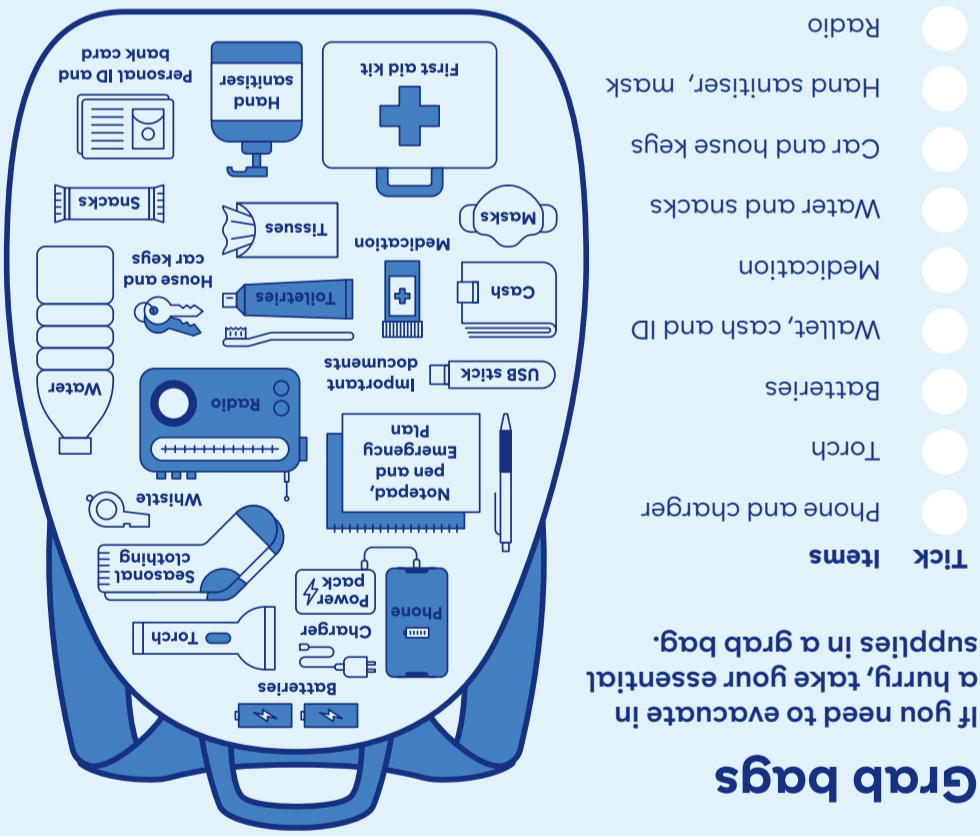 Grab bags
If you need to evacuate in
a hurry, take your essential
supplies in a grab bag.
Tick Items
Phone and charger
Torch
Batteries
Wallet, cash and ID
Medication
Water and snacks
Car and house keys
Hand sanitiser, mask
Radio
Batteries
Phone
Charger
Power
pack
Torch
Seasonal
clothing
Notepad,
pen and
Emergency
Plan
Whistle
Radio
Water
USB stick
Important
documents
Cash
Medication
Toiletries
House and
car keys
Masks
Tissues
Snacks
First aid kit
Hand
sanitiser
Personal ID and
bank card